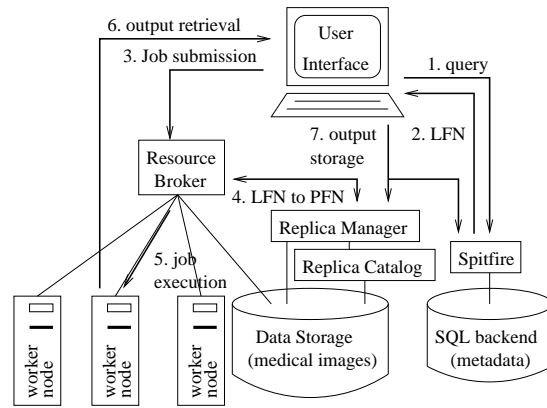 6. output retrieval
User
Interface
3. Job submission
1. query
7. output
storage
2. LFN
Resource
Broker
4. LFN to PFN
Replica Manager
Replica Catalog
Spitfire
5. job
execution
worker
node
worker
node
worker
node
Data Storage
(medical images)
SQL backend
(metadata)